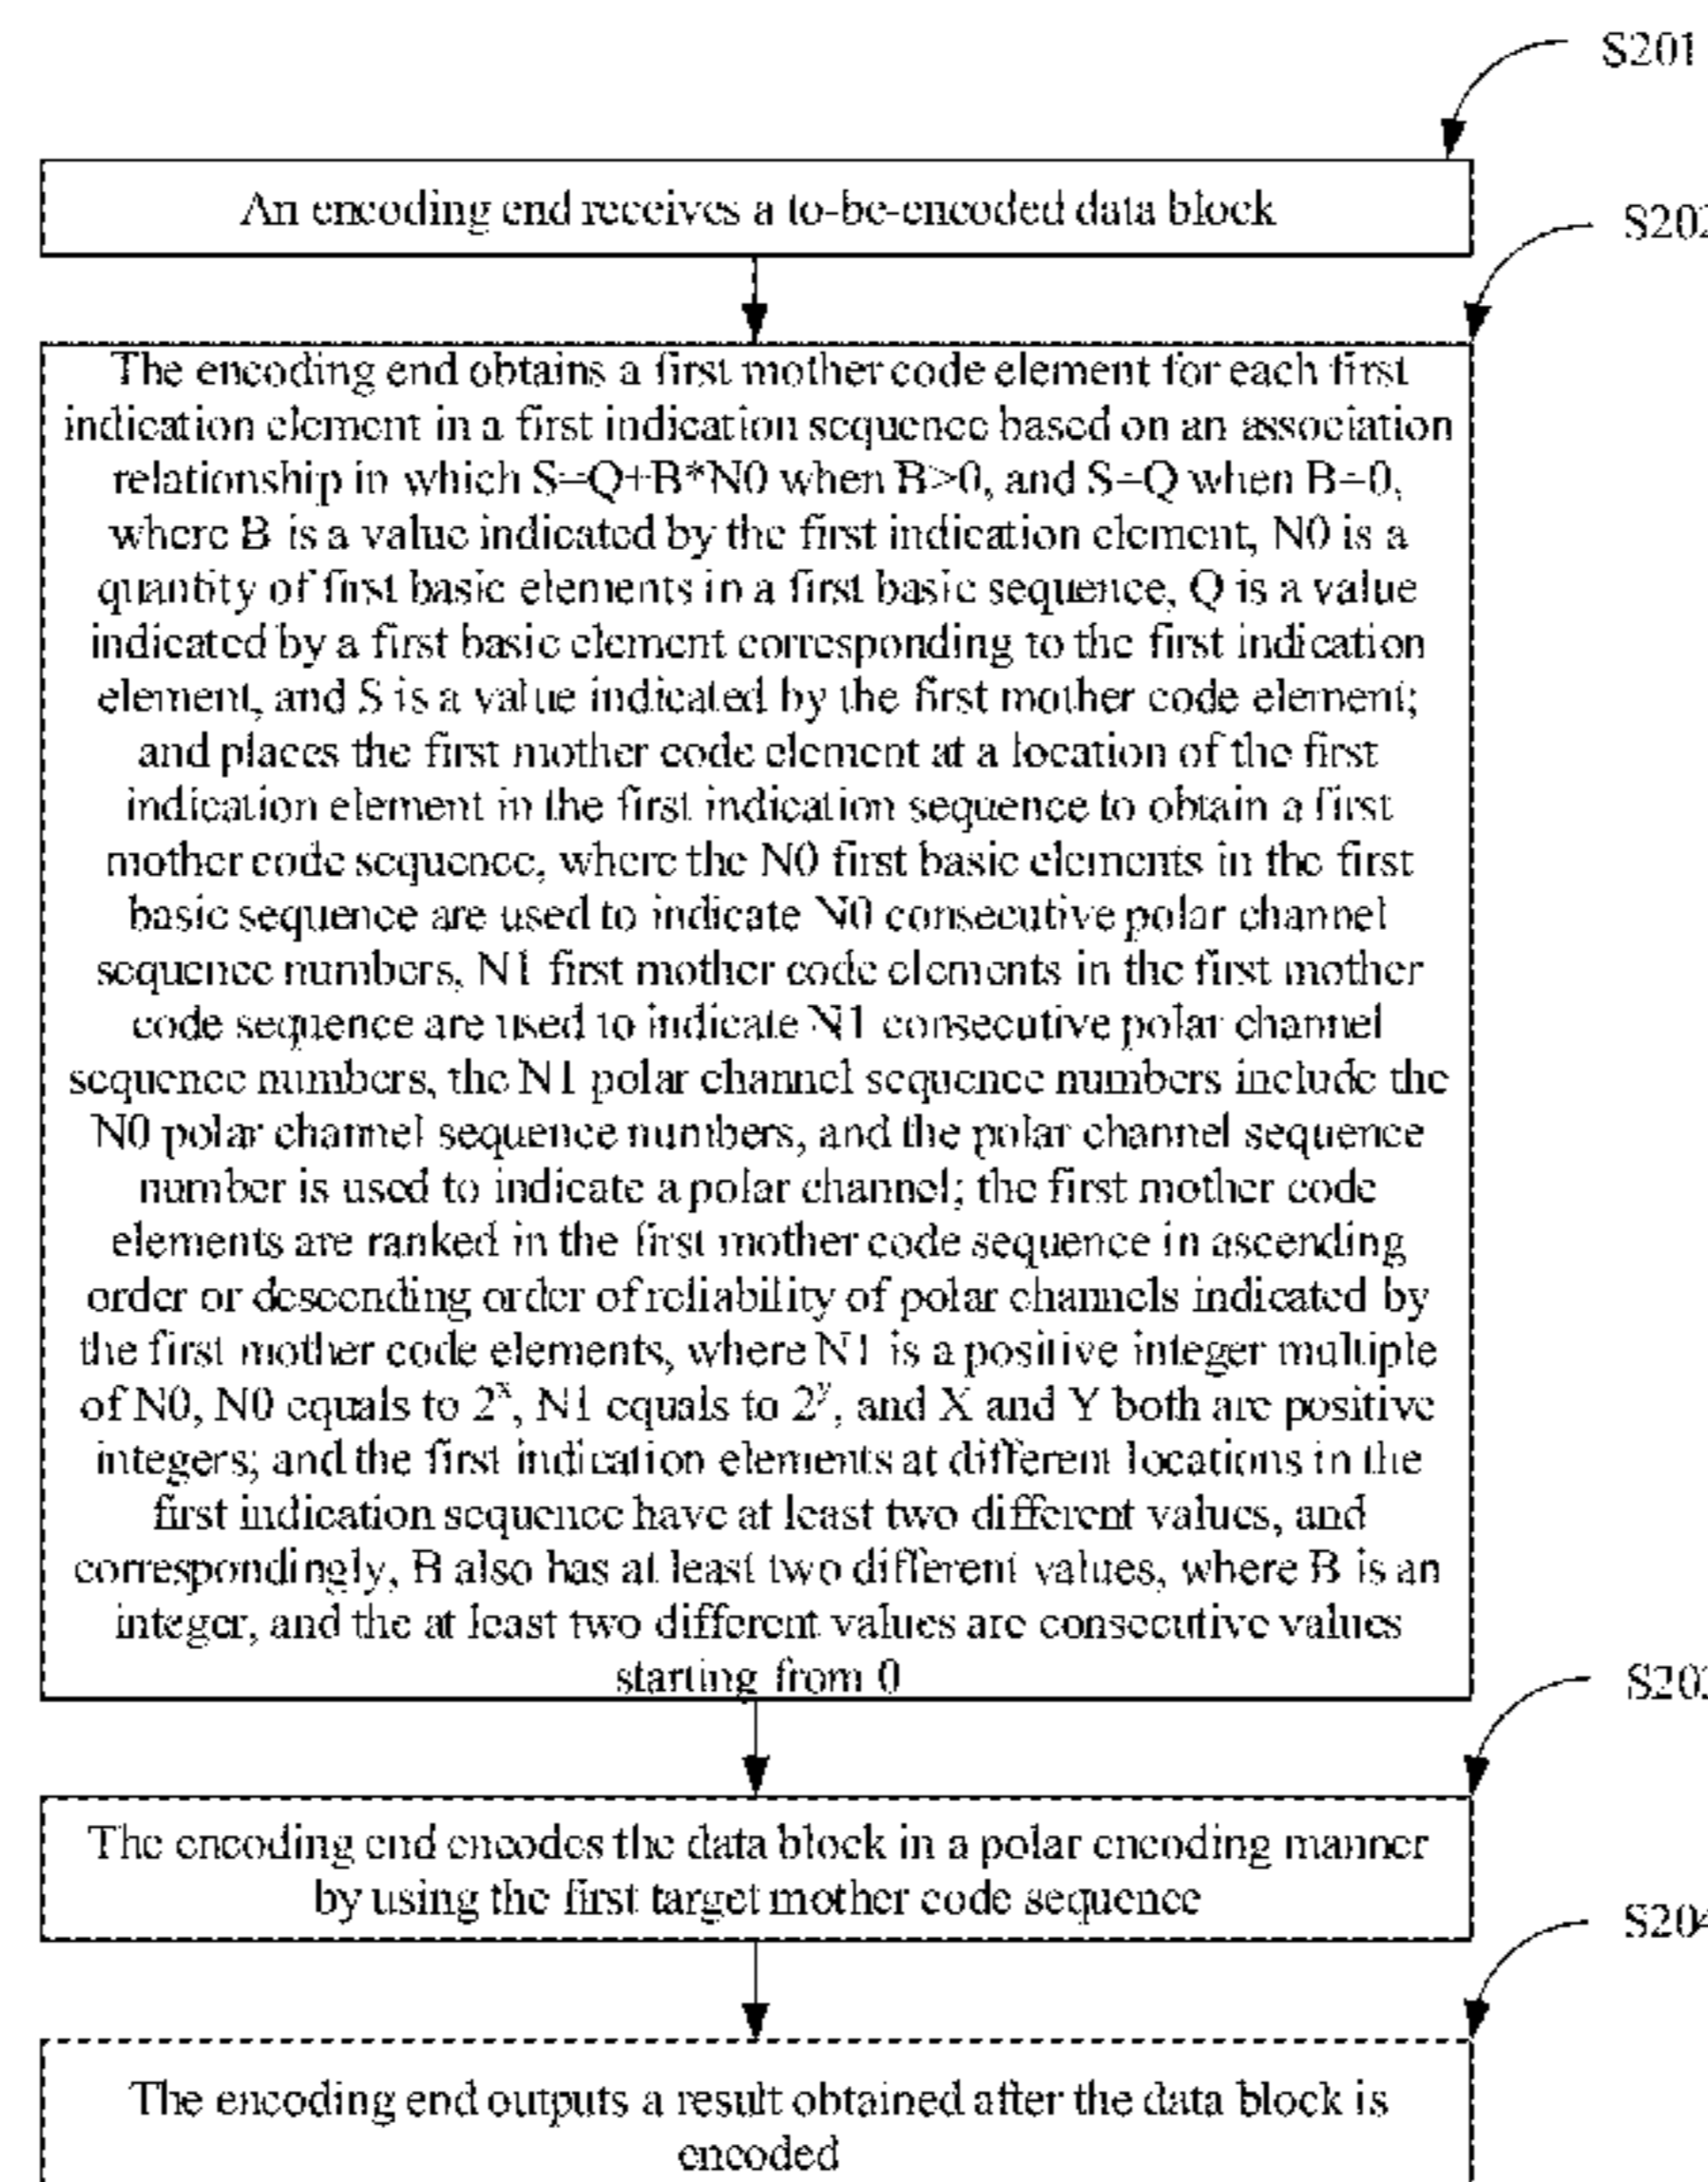 S201
An encoding end receives a to-be-encoded data block
S202
The encoding end obtains a first mother code element for each first
indication element in a first indication sequence based on an association
relationship in which S=Q+B*N0 when B>0, and S=Q when B=0,
where B is a value indicated by the first indication element, N0 is a
quantity of first basic elements in a first basic sequence, Q is a value
indicated by a first basic element corresponding to the first indication
element, and S is a value indicated by the first mother code element;
and places the first mother code element at a location of the first
indication element in the first indication sequence to obtain a first
mother code sequence, where the N0 first basic elements in the first
basic sequence are used to indicate N0 consecutive polar channel
sequence numbers, N1 first mother code elements in the first mother
code sequence are used to indicate N1 consecutive polar channel
sequence numbers, the N1 polar channel sequence numbers include the
N0 polar channel sequence numbers, and the polar channel sequence
number is used to indicate a polar channel; the first mother code
elements are ranked in the first mother code sequence in ascending
order or descending order of reliability of polar channels indicated by
the first mother code elements, where N1 is a positive integer multiple
of N0, N0 equals to 2^x, N1 equals to 2^y, and X and Y both are positive
integers; and the first indication elements at different locations in the
first indication sequence have at least two different values, and
correspondingly, B also has at least two different values, where B is an
integer, and the at least two different values are consecutive values
starting from 0
S203
The encoding end encodes the data block in a polar encoding manner
by using the first target mother code sequence
S204
The encoding end outputs a result obtained after the data block is
encoded